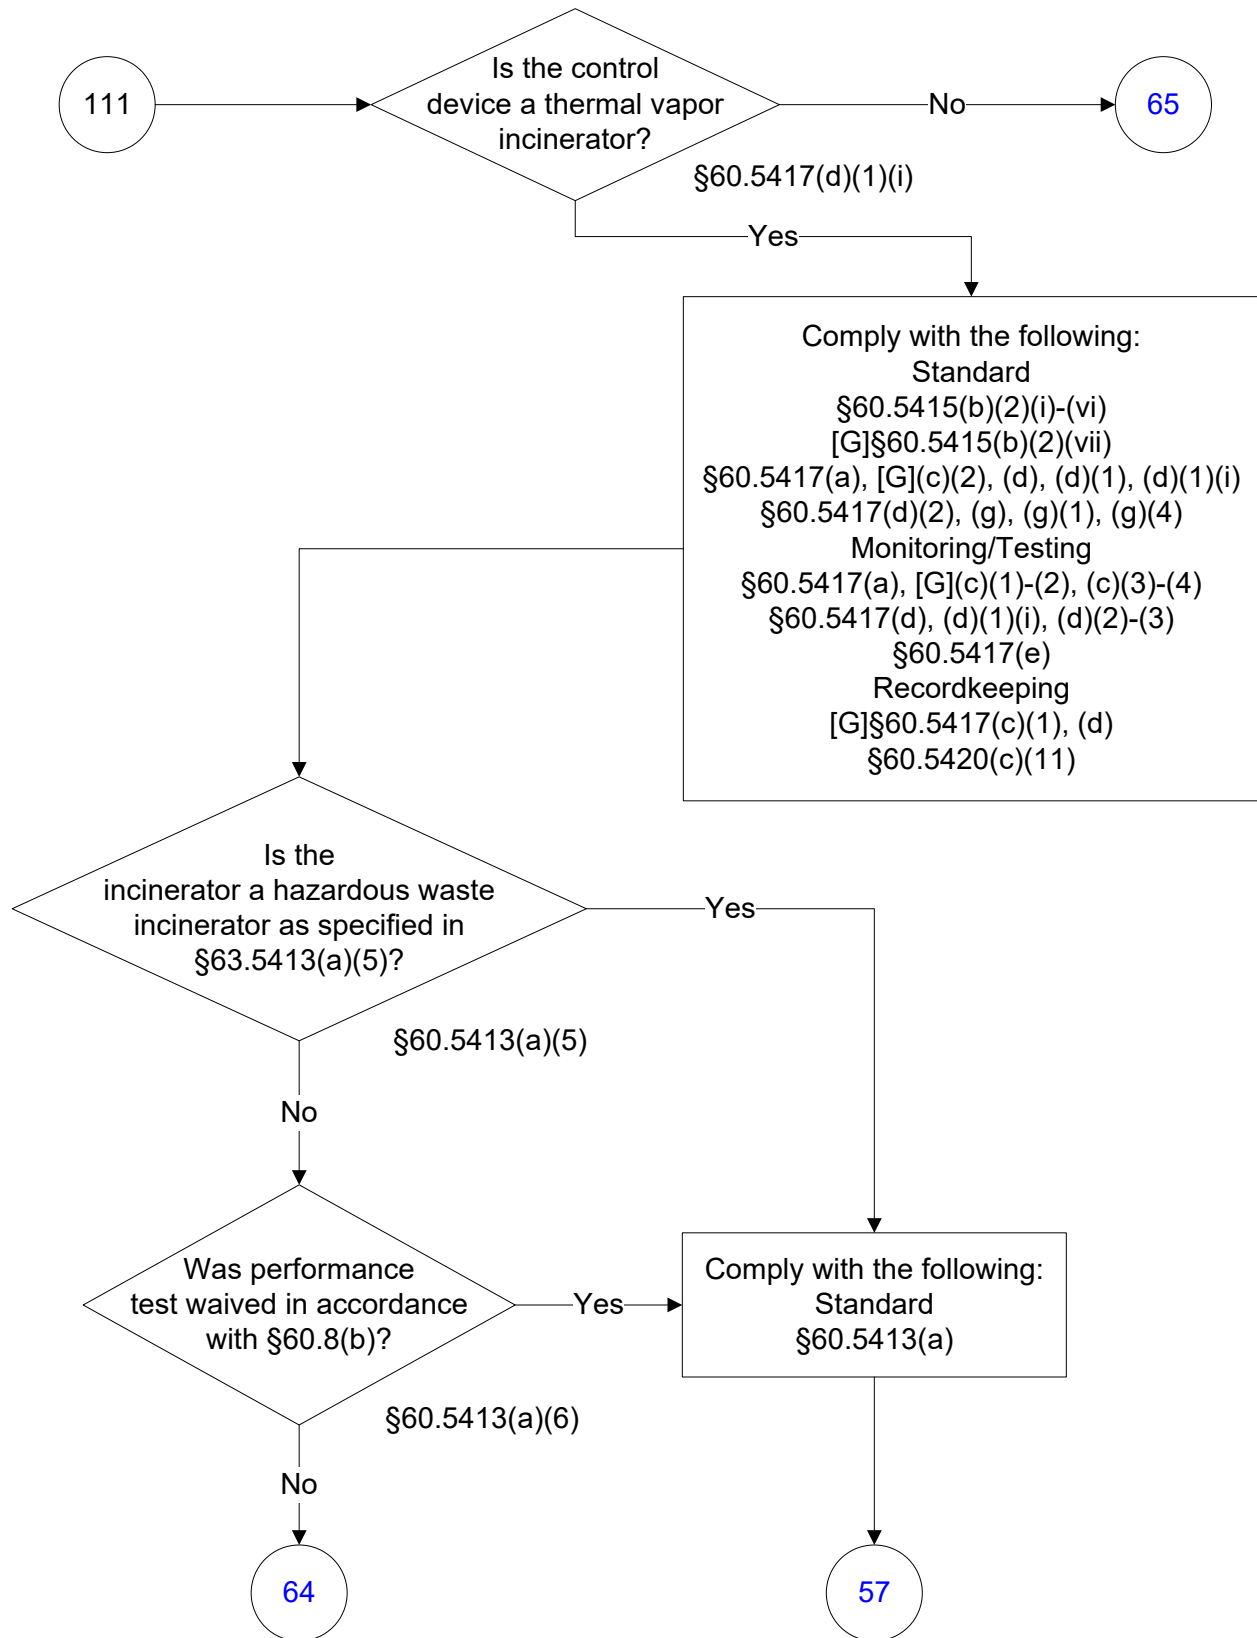 111
Is the control
device a thermal vapor
incinerator?
No
65
§60.5417(d)(1)(i)
Yes
Comply with the following:
Standard
§60.5415(b)(2)(i)-(vi)
[G]§60.5415(b)(2)(vii)
§60.5417(a), [G](c)(2), (d), (d)(1), (d)(1)(i)
§60.5417(d)(2), (g), (g)(1), (g)(4)
Monitoring/Testing
§60.5417(a), [G](c)(1)-(2), (c)(3)-(4)
§60.5417(d), (d)(1)(i), (d)(2)-(3)
§60.5417(e)
Recordkeeping
[G]§60.5417(c)(1), (d)
§60.5420(c)(11)
Is the
incinerator a hazardous waste
incinerator as specified in
§63.5413(a)(5)?
Yes
§60.5413(a)(5)
No
Was performance
test waived in accordance
with §60.8(b)?
Yes
Comply with the following:
Standard
§60.5413(a)
§60.5413(a)(6)
No
64
57